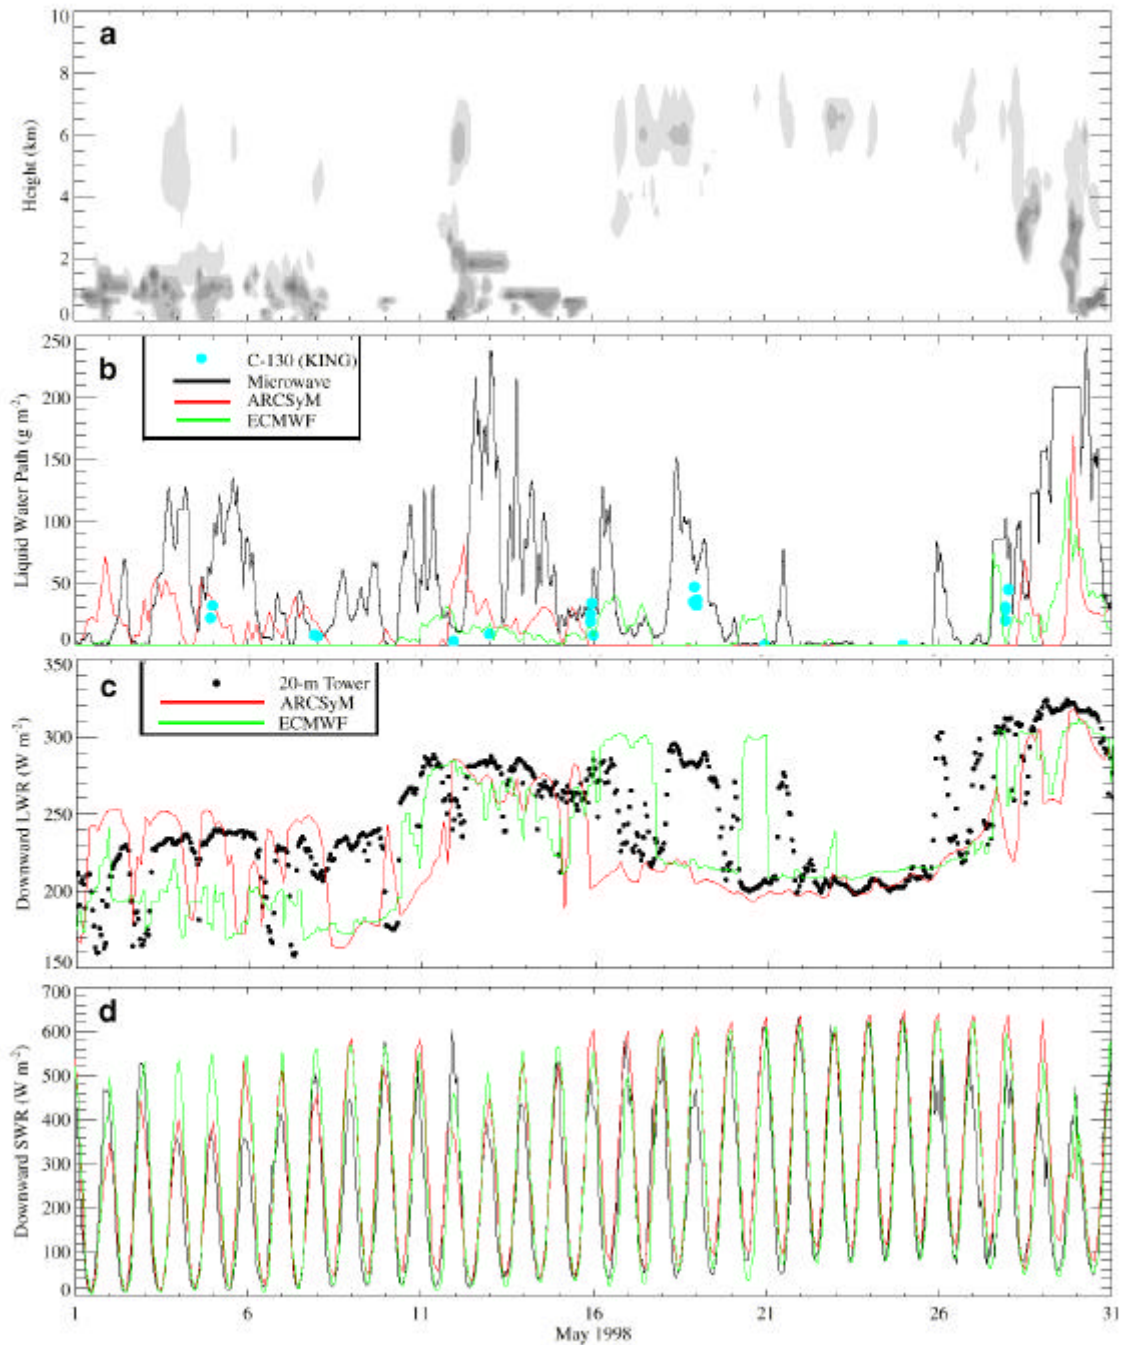 a
10
8
6
4
2
0
Height (km)
b
250
200
150
100
50
0
Liquid Water Path (g m⁻²)
C-130 (KING)
Microwave
ARCSyM
ECMWF
c
350
300
250
200
150
Downward LWR (W m⁻²)
20-m Tower
ARCSyM
ECMWF
d
700
600
500
400
300
200
100
0
Downward SWR (W m⁻²)
1 6 11 16 21 26 31
May 1998